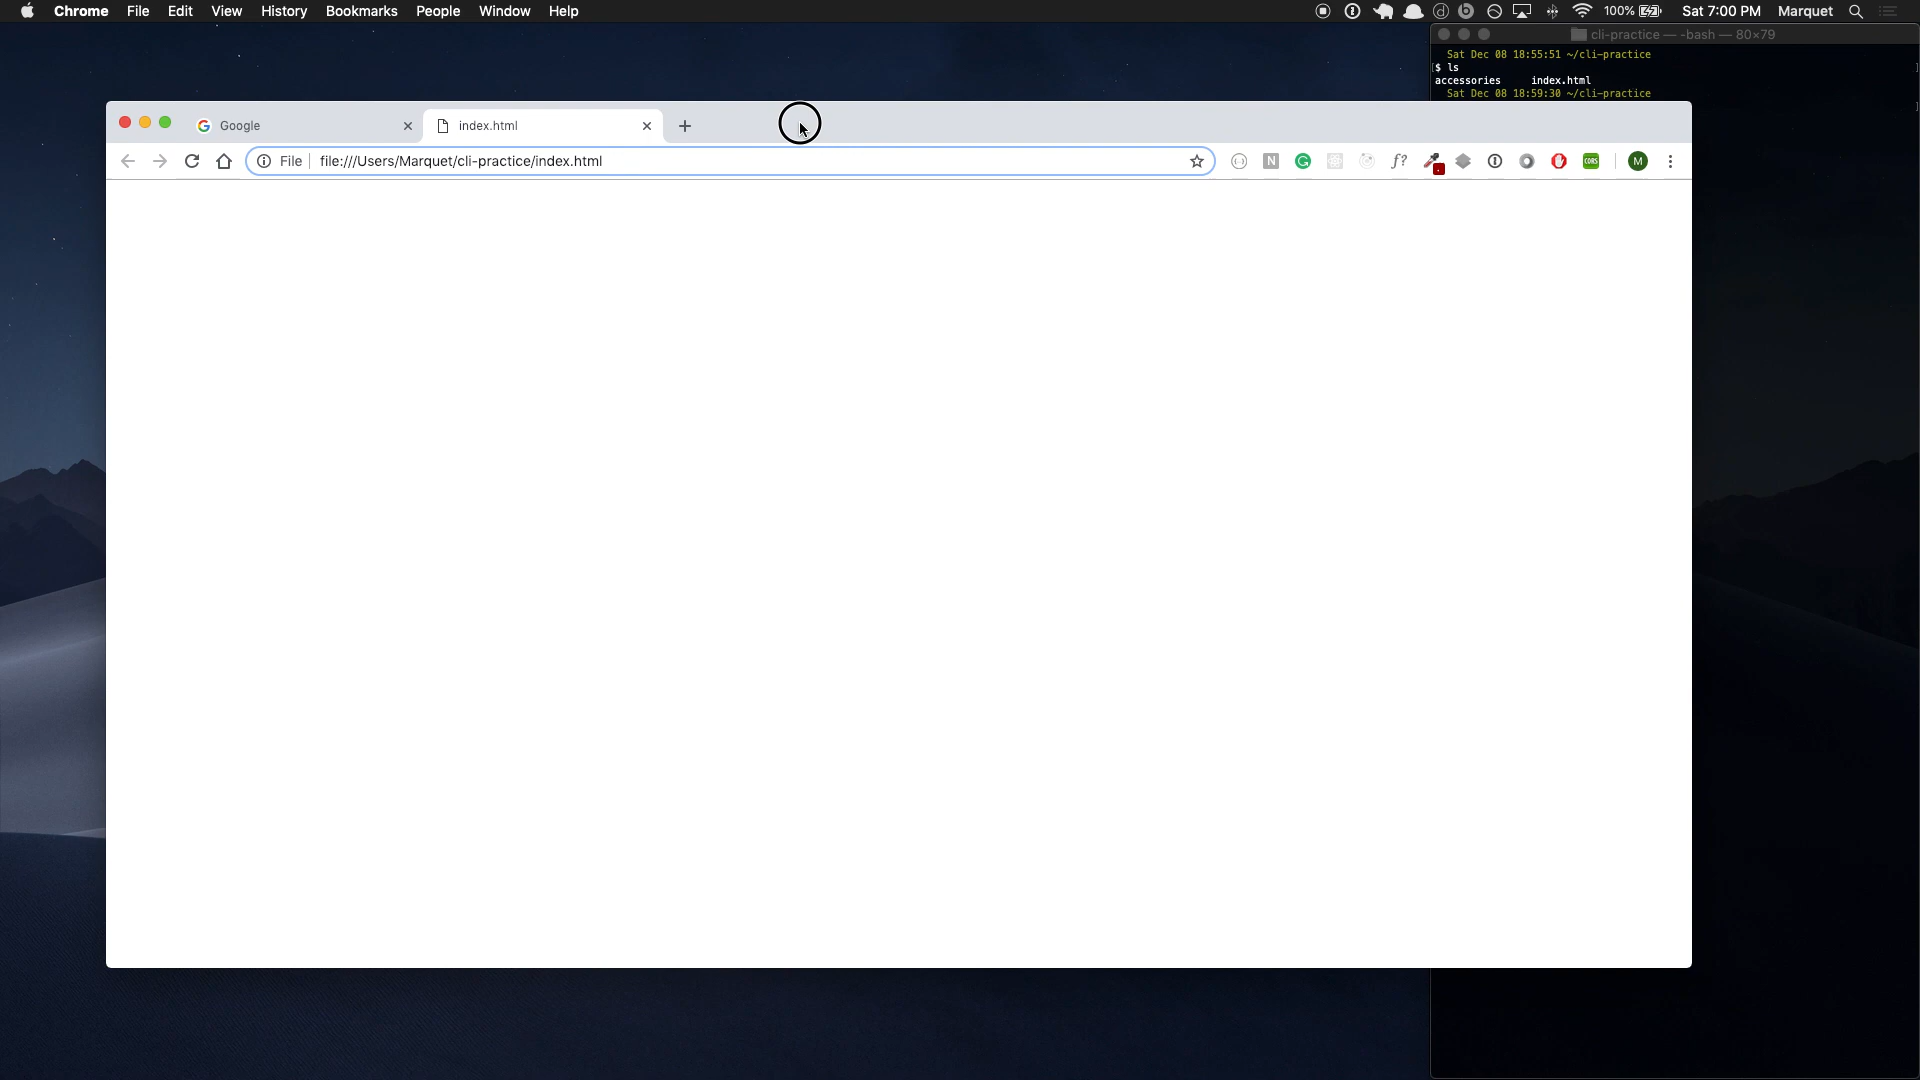 Chrome File Edit View History Bookmarks People Window Help 100% Sat 7:00 PM Marquet
cli-practice — -bash — 80×79
Sat Dec 08 18:55:51 ~/cli-practice
[$ ls ]
accessories index.html
Sat Dec 08 18:59:30 ~/cli-practice
Google index.html
File file:///Users/Marquet/cli-practice/index.html N f? CORS M